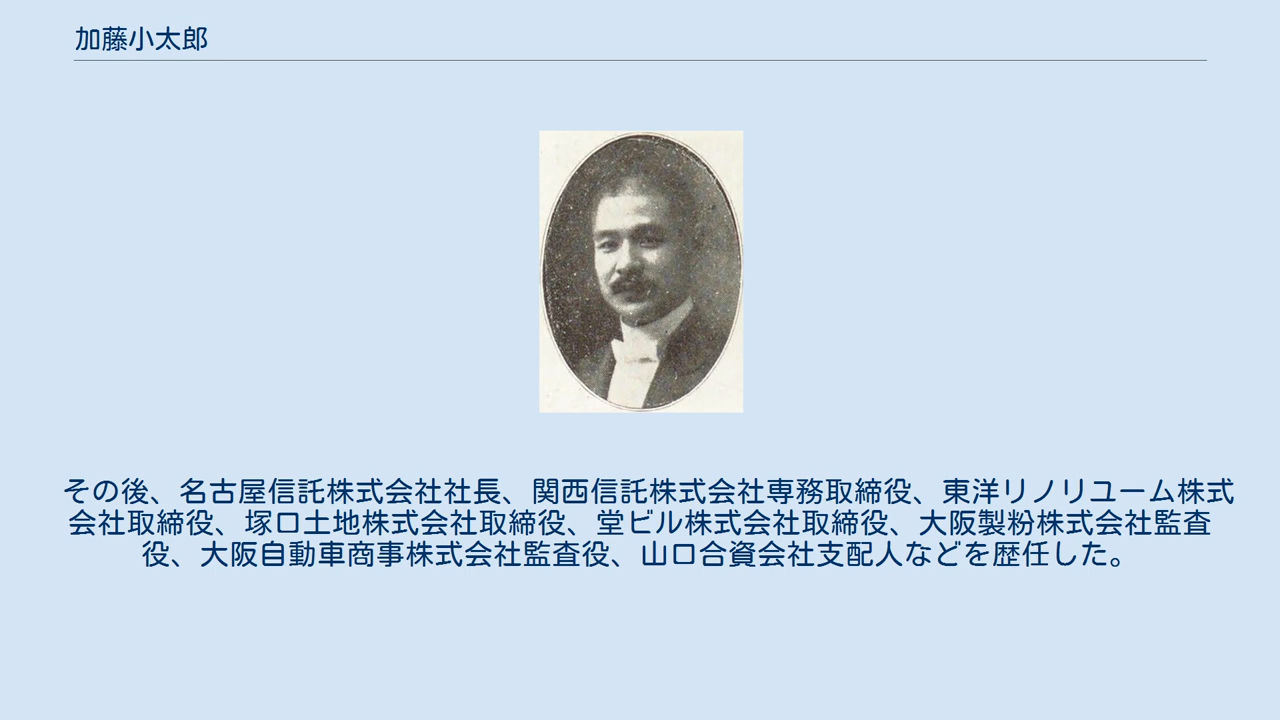 加藤小太郎
その後、名古屋信託株式会社社長、関西信託株式会社専務取締役、東洋リノリユーム株式
会社取締役、塚口土地株式会社取締役、堂ビル株式会社取締役、大阪製粉株式会社監査
役、大阪自動車商事株式会社監査役、山口合資会社支配人などを歴任した。